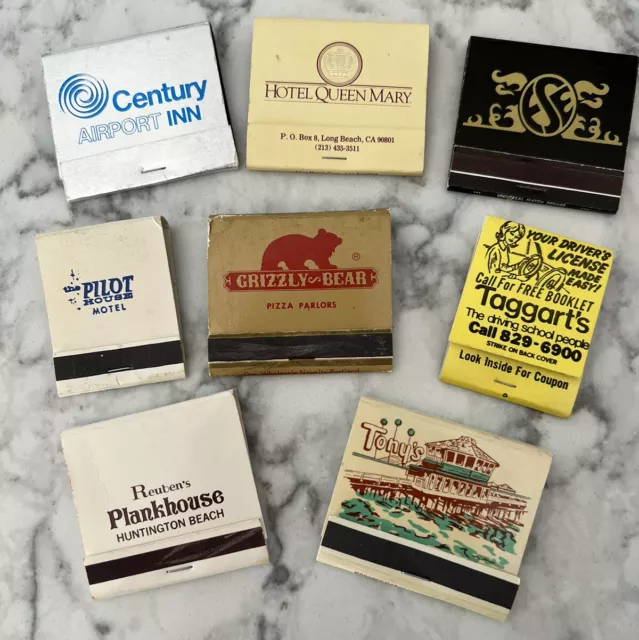 Century
AIRPORT INN
HOTEL QUEEN MARY
P. O. Box 8, Long Beach, CA 90801
(213) 435-3511
the PILOT
HOUSE
MOTEL
GRIZZLY BEAR
®
PIZZA PARLORS
YOUR DRIVER'S
LICENSE
MADE
EASY!
Call For FREE BOOKLET
Taggart's
The driving school people
Call 829-6900
STRIKE ON BACK COVER
Look Inside For Coupon
Reuben's
Plankhouse
HUNTINGTON BEACH
Tony's